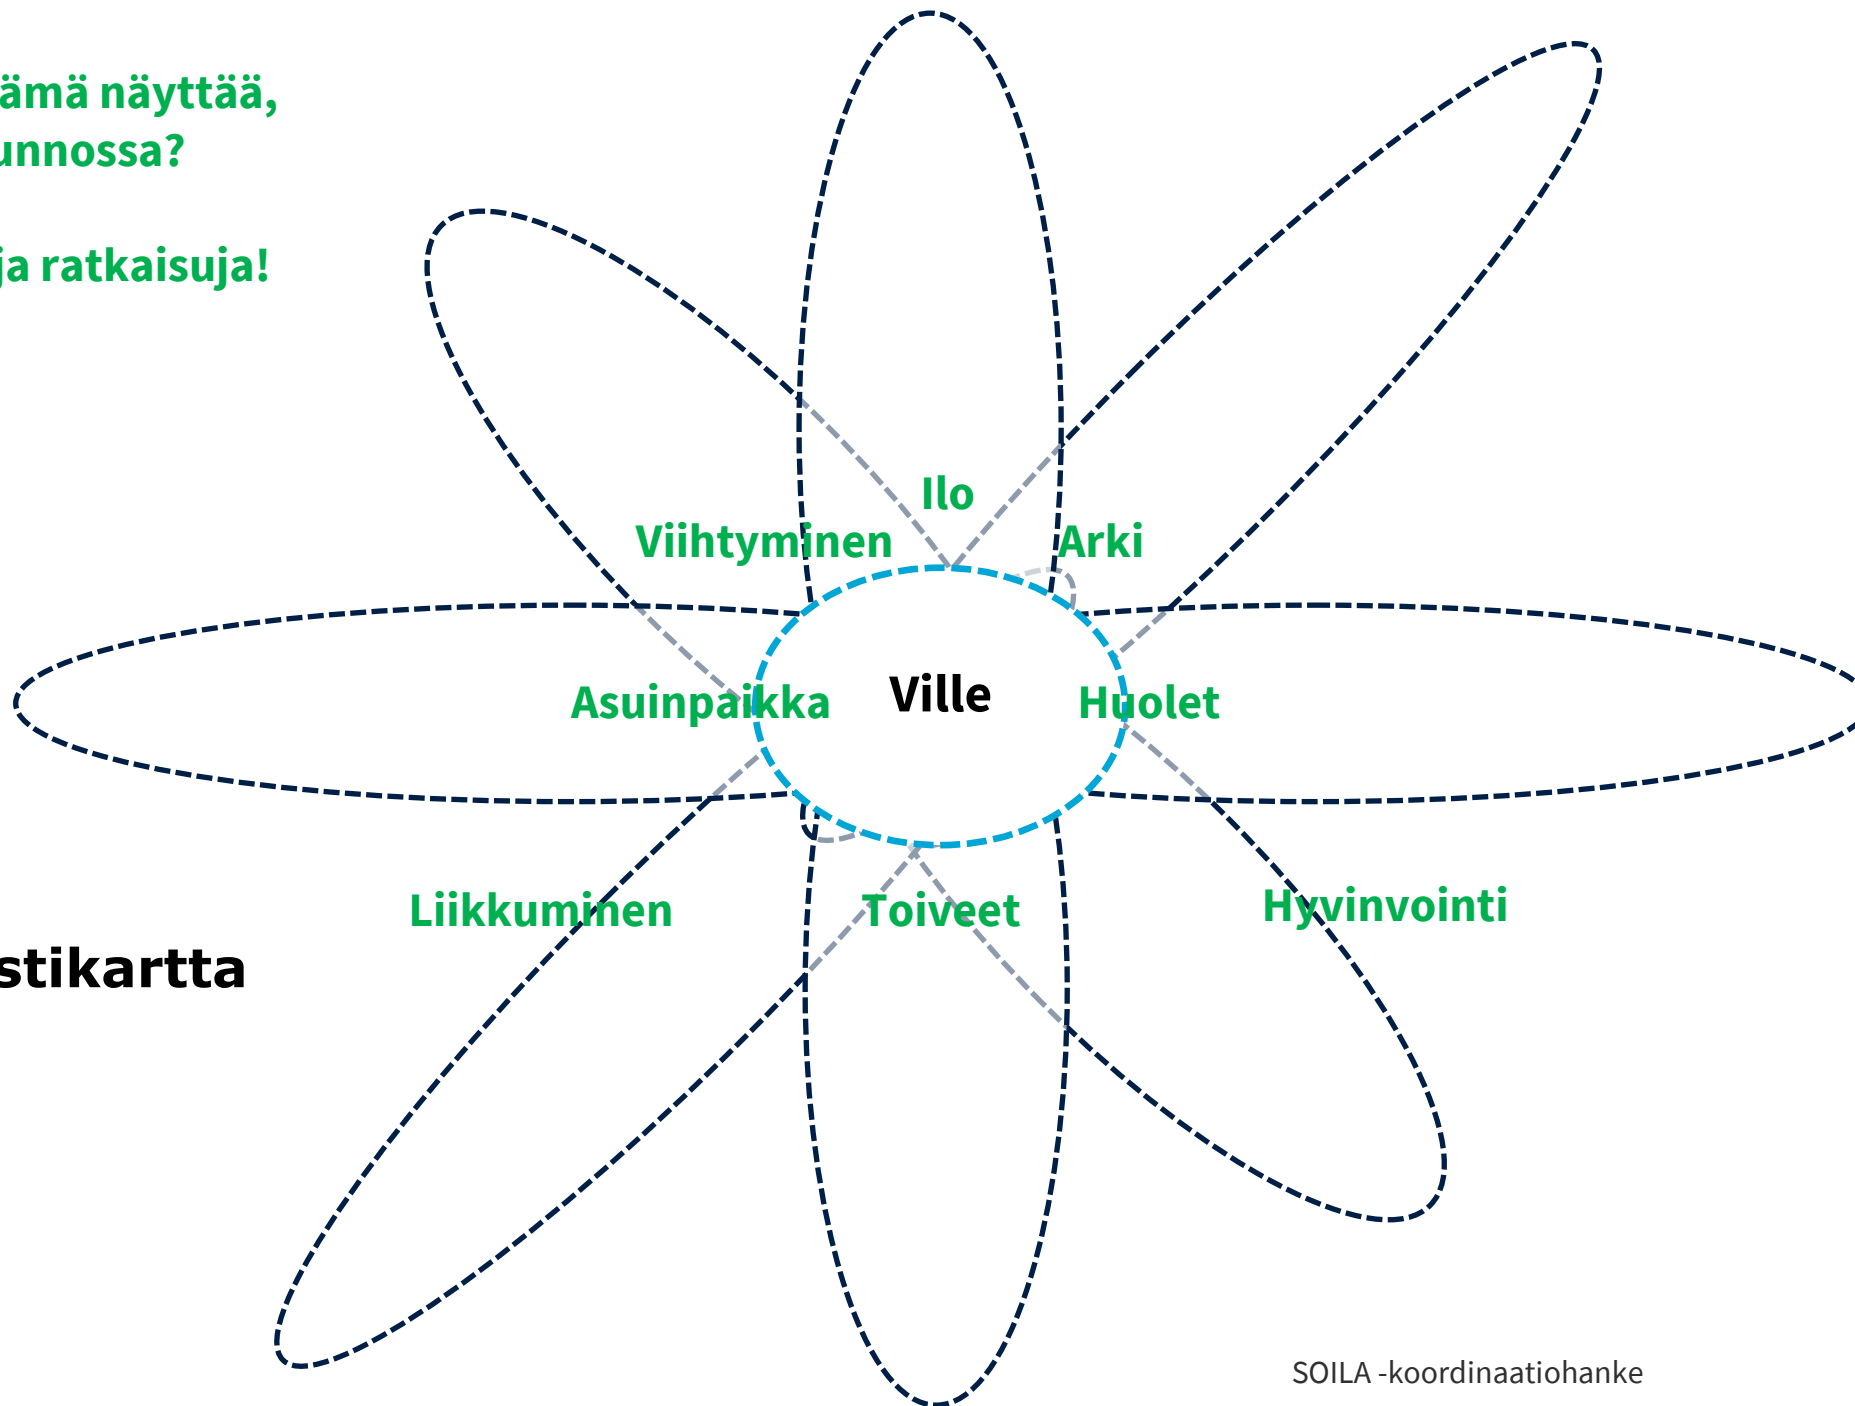 ämä näyttää,
unnossa?
ja ratkaisuja!
Ilo
Viihtyminen
Arki
Asuinpaikka
Ville
Huolet
Liikkuminen
Toiveet
Hyvinvointi
stikartta
SOILA -koordinaatiohanke